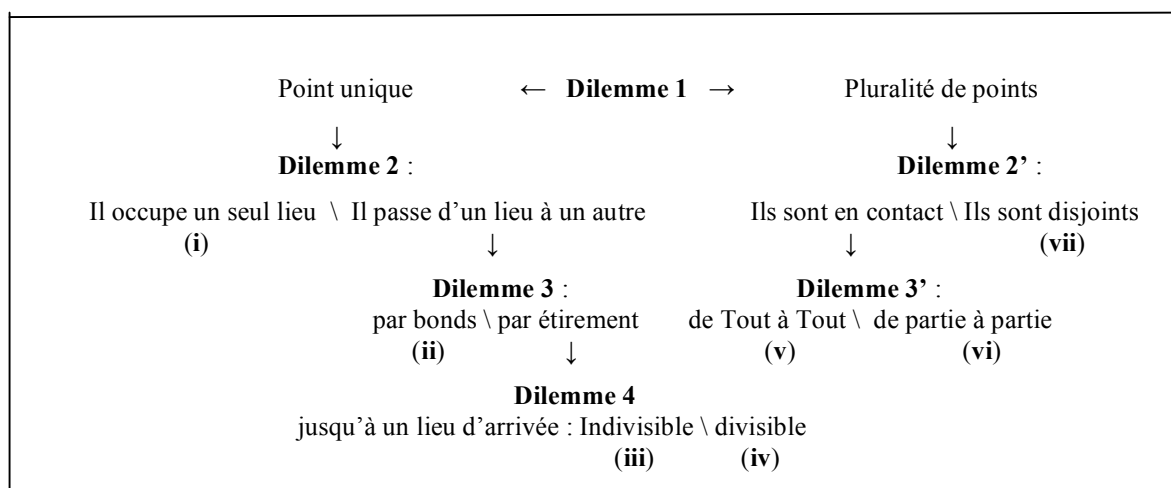 Point unique ← Dilemme 1 → Pluralité de points
↓ ↓
Dilemme 2 : Dilemme 2’ :
Il occupe un seul lieu \ Il passe d’un lieu à un autre Ils sont en contact \ Ils sont disjoints
(i) ↓ ↓ (vii)
Dilemme 3 : Dilemme 3’ :
par bonds \ par étirement de Tout à Tout \ de partie à partie
(ii) ↓ (v) (vi)
Dilemme 4
jusqu’à un lieu d’arrivée : Indivisible \ divisible
(iii) (iv)